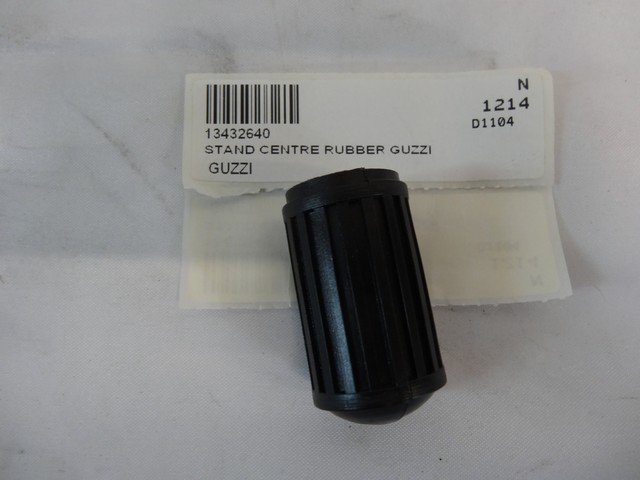 N
1214
D1104
13432640
STAND CENTRE RUBBER GUZZI
GUZZI